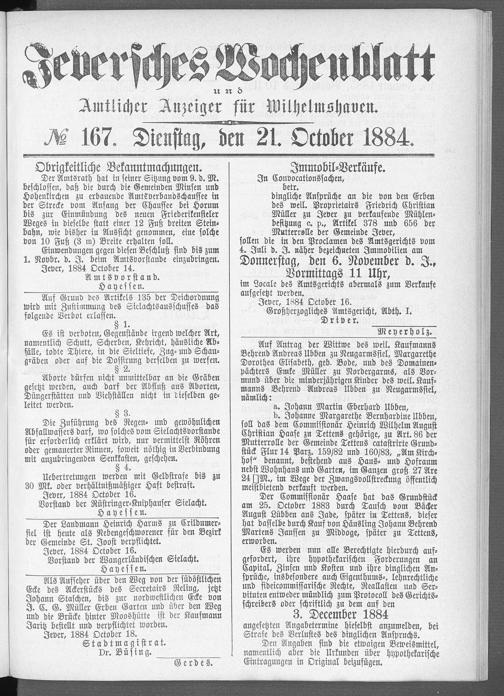 Jeversches Wochenblatt
und
Amtlicher Anzeiger für Wilhelmshaven.
№ 167. Dienstag, den 21. October 1884.
Obrigkeitliche Bekanntmachungen.
Der Amtsrath hat in seiner Sitzung vom 9. d. M.
beschlossen, daß die durch die Gemeinden Minsen und
Hohenkirchen zu erbauende Amtsverbandschaussee in
der Strecke vom Anfang der Chaussee bei Horum
bis zur Einmündung des neuen Friederikensieler
Weges in dieselbe statt einer 12 Fuß breiten Stein-
bahn, wie bisher in Aussicht genommen, eine solche
von 10 Fuß (3 m) Breite erhalten soll.
Einwendungen gegen diesen Beschluß sind bis zum
1. Novbr. d. J. beim Amtsvorstande einzubringen.
Jever, 1884 October 14.
Amtsvorstand.
Hayessen.
Auf Grund des Artikels 135 der Deichordnung
wird mit Zustimmung des Sielachtsausschusses das
folgende Verbot erlassen:
§ 1.
Es ist verboten, Gegenstände irgend welcher Art,
namentlich Schutt, Scherben, Kehricht, häusliche Ab-
fälle, todte Thiere, in die Sieltiefe, Zug- und Schau-
gräben oder auf die Dossirung derselben zu werfen.
§ 2.
Aborte dürfen nicht unmittelbar an die Gräben
gesetzt werden, auch darf der Abfluß aus Aborten,
Düngerstätten und Viehställen nicht in dieselben ge-
leitet werden.
§ 3.
Die Zuführung des Regen- und gewöhnlichen
Abfallwassers darf, wo solches vom Sielachtsvorstande
für erforderlich erklärt wird, nur vermittelst Röhren
oder gemauerter Rinnen, soweit nöthig in Verbindung
mit anzubringenden Senkkasten, geschehen.
§ 4.
Uebertretungen werden mit Geldstrafe bis zu
30 Mk. oder verhältnißmäßiger Haft bestraft.
Jever, 1884 October 16.
Vorstand der Rüstringer-Kniphauser Sielacht.
Hayessen.
Der Landmann Heinrich Harms zu Crildumer-
siel ist heute als Rebengeschworener für den Bezirk
der Gemeinde St. Joost verpflichtet.
Jever, 1884 October 16.
Vorstand der Wangerländischen Sielacht.
Hayessen.
Als Aufseher über den Weg von der südöstlichen
Ecke des Ackerstücks des Secretairs Reling, jetzt
Johann Stalden, bis zur nordwestlichen Ecke von
J. C. G. Müller Erben Garten und über den Weg
und die Brücke hinter Mooshütte ist der Kaufmann
Jaritz bestellt und verpflichtet worden.
Jever, 1884 October 18.
Stadtmagistrat.
Dr. Büsing.
Gerdes.
Immobil-Verkäufe.
In Convocationssachen,
betr.
dingliche Ansprüche an die von den Erben
des weil. Proprietairs Friedrich Christian
Müller zu Jever zu verkaufende Mühlen-
besitzung c. p., Artikel 378 und 656 der
Mutterrolle der Gemeinde Jever,
sollen die in den Proclamen des Amtsgerichts vom
4. Juli d. J. näher bezeichneten Immobilien am
Donnerstag, den 6. November d. J.,
Vormittags 11 Uhr,
im Locale des Amtsgerichts abermals zum Verkaufe
aufgesetzt werden.
Jever, 1884 October 16.
Großherzogliches Amtsgericht, Abth. I.
Driver.
Meyerholz.
Auf Antrag der Wittwe des weil. Kaufmanns
Behrend Andreas Ubben zu Neugarmssiel, Margarethe
Dorothea Elisabeth, geb. Bode, und des Domainen-
pächters Emke Müller zu Nordergarms, als Vor-
mund über die minderjährigen Kinder des weil. Kauf-
manns Behrend Andreas Ubben zu Neugarmssiel,
nämlich:
a. Johann Martin Eberhard Ubben,
b. Johanne Margarethe Bernhardine Ubben,
soll das dem Commissionär Heinrich Wilhelm August
Christian Haase zu Tettens gehörige, zu Art. 86 der
Mutterrolle der Gemeinde Tettens catastrirte Grund-
stück Flur 14 Parz. 159/82 und 160/83, „Am Kirch-
hof“ benannt, bestehend aus Haus- und Hofraum
nebst Wohnhaus und Garten, im Ganzen groß 27 Are
24 []M., im Wege der Zwangsvollstreckung öffentlich
meistbietend verkauft werden.
Der Commissionär Haase hat das Grundstück
am 25. October 1883 durch Tausch von Bäcker
August Lübben aus Jade, später in Tettens, dieser
hat dasselbe durch Kauf von Häusling Johann Behrend
Martens Janssen zu Middoge, später zu Tettens,
erworben.
Es werden nun alle Berechtigte hierdurch auf-
gefordert, ihre hypothekarischen Forderungen an
Capital, Zinsen und Kosten und ihre dinglichen An-
sprüche, insbesondere auch Eigenthums-, lehnrechtliche
und fideicommissarische Rechte, Reallasten und Ser-
vituten entweder mündlich zum Protocoll des Gerichts-
schreibers oder schriftlich zu dem auf den
3. December 1884
angesetzten Angabetermine hieselbst anzumelden, bei
Strafe des Verlustes des dinglichen Anspruchs.
Den Angaben sind die etwaigen Beweismittel,
namentlich aber die Urkunden über hypothekarische
Eintragungen in Original beizufügen.